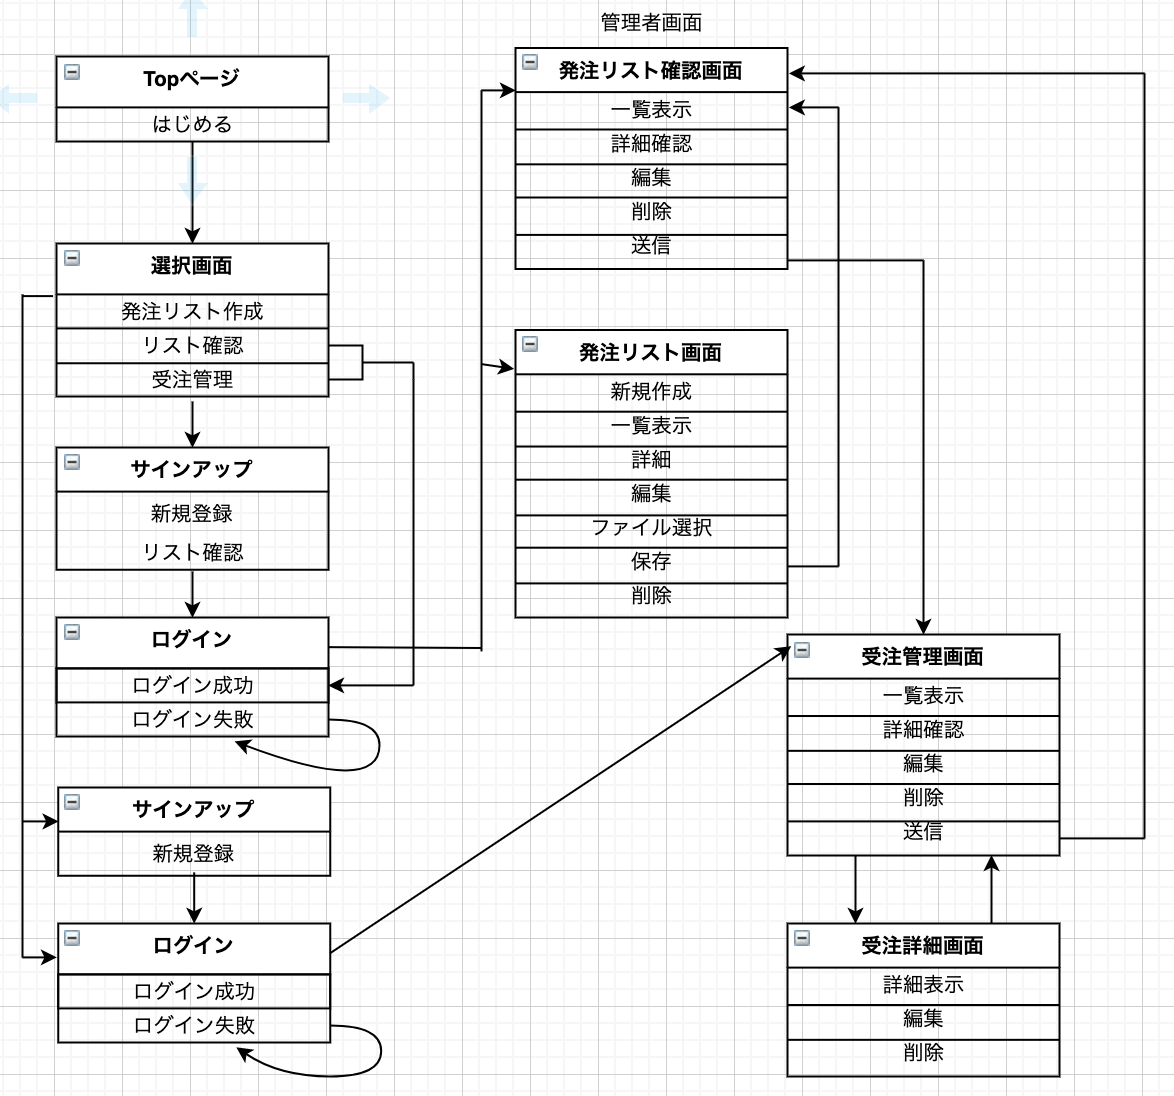 管理者画面
Topページ
はじめる
選択画面
発注リスト作成
リスト確認
受注管理
サインアップ
新規登録
リスト確認
ログイン
ログイン成功
ログイン失敗
サインアップ
新規登録
ログイン
ログイン成功
ログイン失敗
発注リスト確認画面
一覧表示
詳細確認
編集
削除
送信
発注リスト画面
新規作成
一覧表示
詳細
編集
ファイル選択
保存
削除
受注管理画面
一覧表示
詳細確認
編集
削除
送信
受注詳細画面
詳細表示
編集
削除